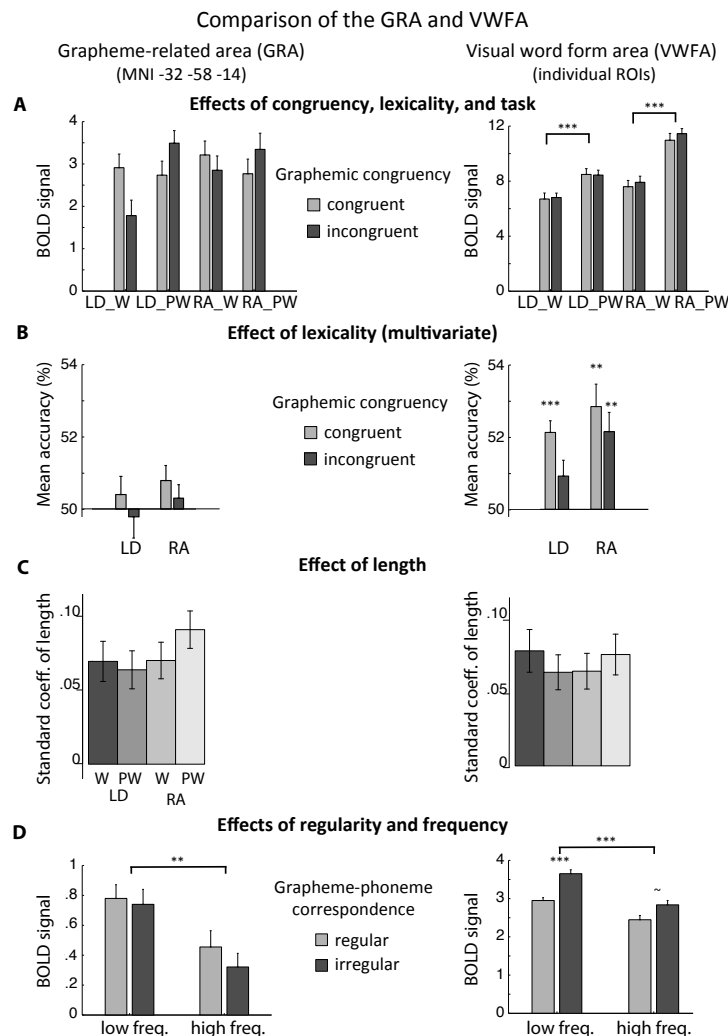 Comparison of the GRA and VWFA
Grapheme-related area (GRA)
(MNI -32 -58 -14)
Visual word form area (VWFA)
(individual ROIs)
A
Effects of congruency, lexicality, and task
BOLD signal
5
4
3
2
1
0
LD_W LD_PW RA_W RA_PW
Graphemic congruency
congruent
incongruent
BOLD signal
12
9
6
3
0
***
***
LD_W LD_PW RA_W RA_PW
B
Effect of lexicality (multivariate)
Mean accuracy (%)
54
52
50
LD RA
Graphemic congruency
congruent
incongruent
Mean accuracy (%)
54
52
50
***
**
**
LD RA
C
Effect of length
Standard coeff. of length
.10
.05
0
W PW W PW
LD RA
Standard coeff. of length
.10
.05
0
D
Effects of regularity and frequency
BOLD signal
1
.8
.6
.4
.2
0
**
low freq. high freq.
Grapheme-phoneme
correspondence
regular
irregular
BOLD signal
4
3
2
1
0
***
***
~
low freq. high freq.